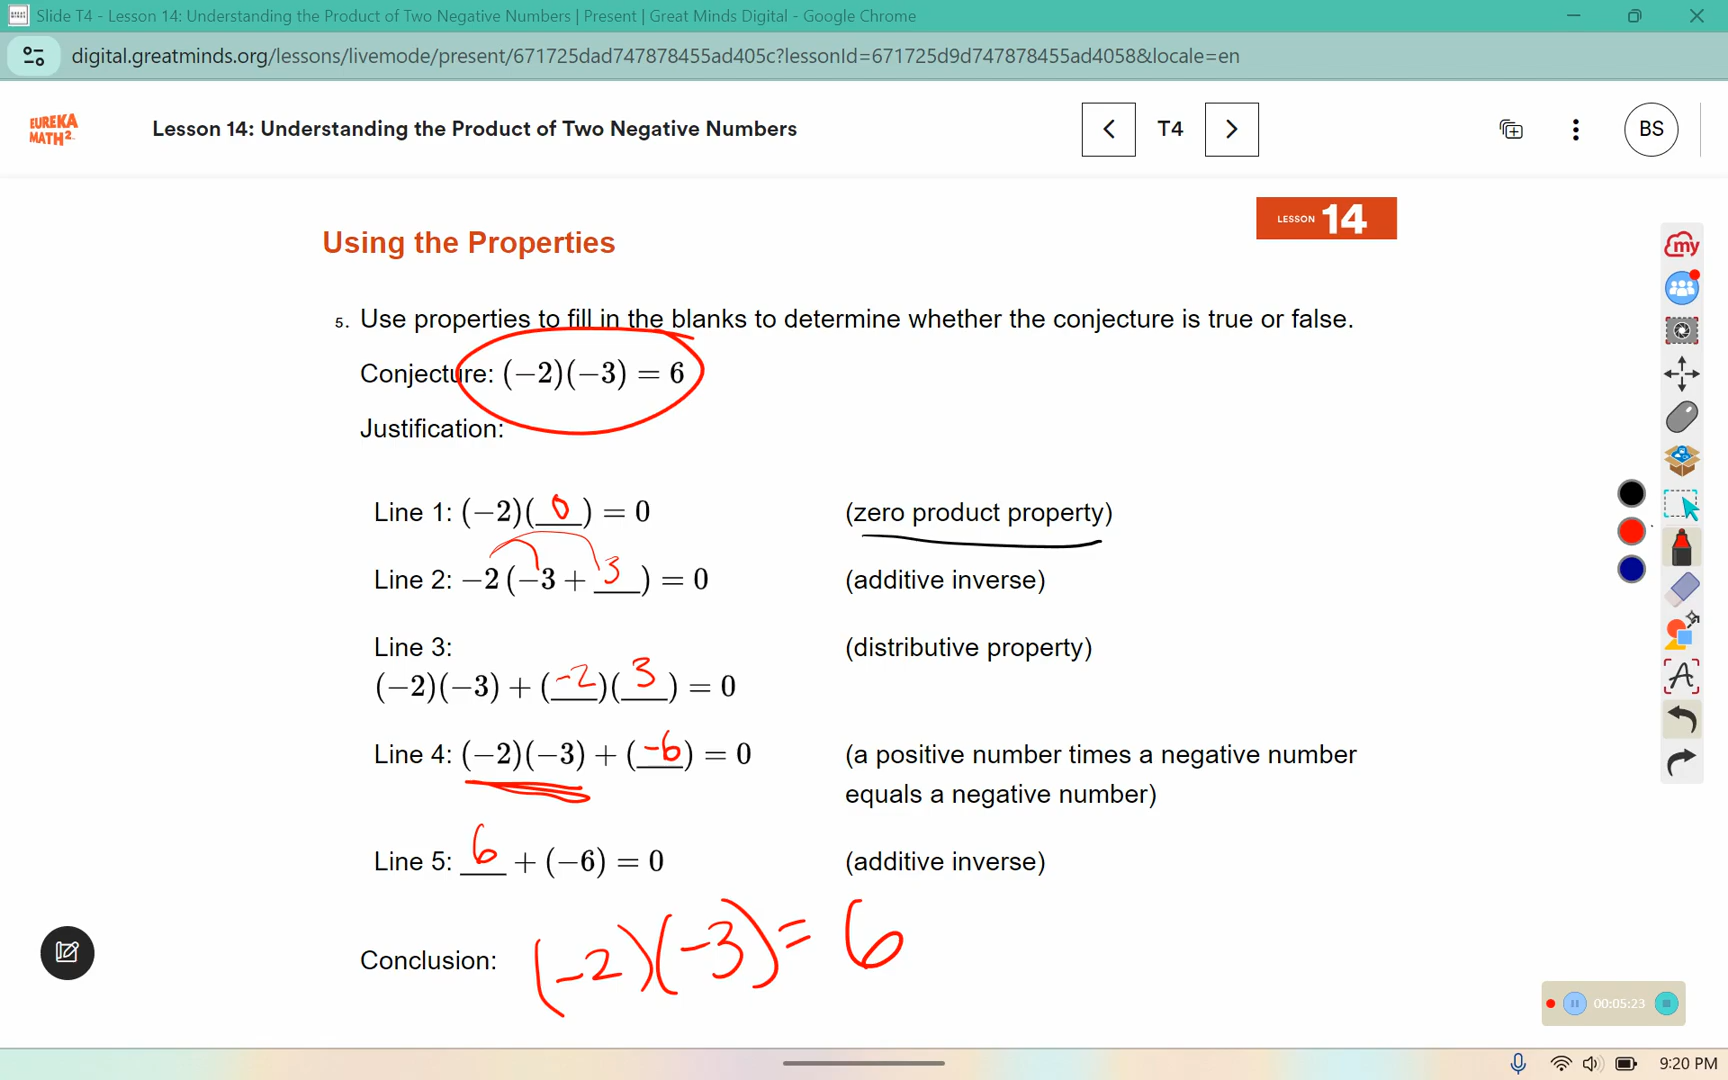 Slide T4 - Lesson 14: Understanding the Product of Two Negative Numbers | Present | Great Minds Digital - Google Chrome
digital.greatminds.org/lessons/livemode/present/671725dad747878455ad405c?lessonId=671725d9d747878455ad4058&locale=en
EUREKA MATH²
Lesson 14: Understanding the Product of Two Negative Numbers
T4
BS
LESSON 14
Using the Properties
5. Use properties to fill in the blanks to determine whether the conjecture is true or false.
Conjecture: (−2)(−3) = 6
Justification:
Line 1: (−2)(0) = 0 (zero product property)
Line 2: −2(−3 + 3) = 0 (additive inverse)
Line 3: (distributive property)
(−2)(−3) + (-2)(3) = 0
Line 4: (−2)(−3) + (-6) = 0 (a positive number times a negative number
equals a negative number)
Line 5: 6 + (−6) = 0 (additive inverse)
Conclusion: (-2)(-3) = 6
my
A
00:05:23
9:20 PM